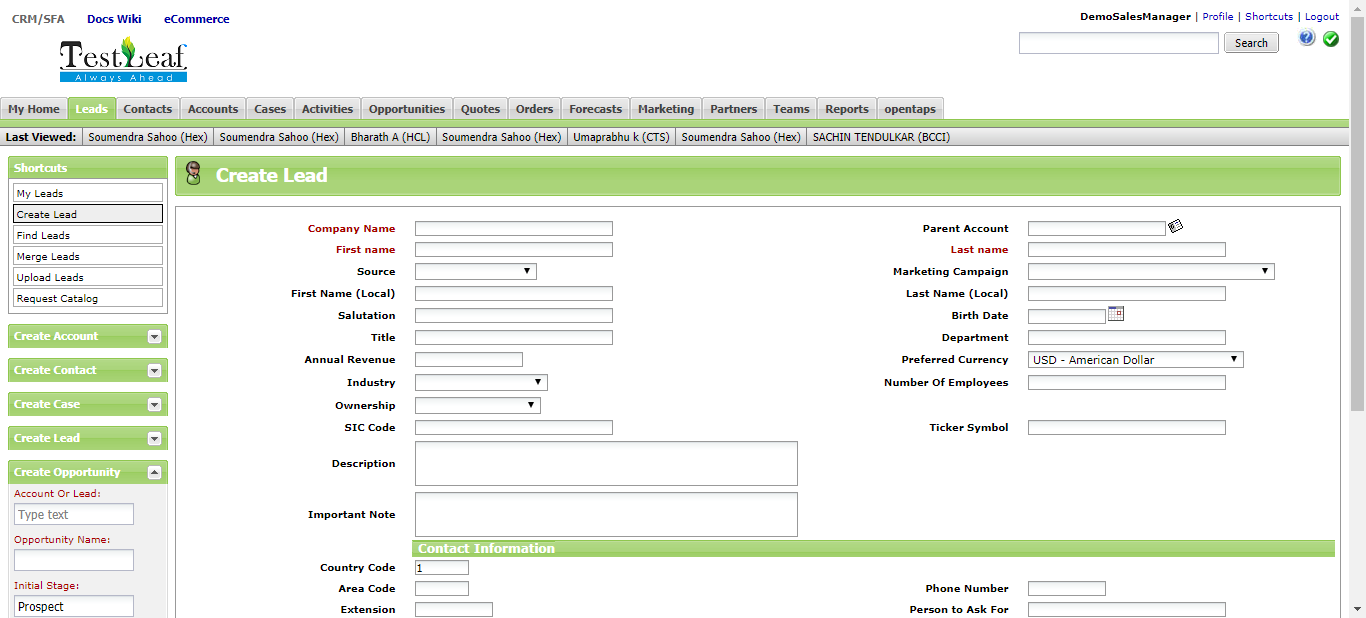 CRM/SFA Docs Wiki eCommerce
DemoSalesManager | Profile | Shortcuts | Logout
TestLeaf
Always Ahead
Search
My Home Leads Contacts Accounts Cases Activities Opportunities Quotes Orders Forecasts Marketing Partners Teams Reports opentaps
Last Viewed: Soumendra Sahoo (Hex) Soumendra Sahoo (Hex) Bharath A (HCL) Soumendra Sahoo (Hex) Umaprabhu k (CTS) Soumendra Sahoo (Hex) SACHIN TENDULKAR (BCCI)
Shortcuts
My Leads
Create Lead
Find Leads
Merge Leads
Upload Leads
Request Catalog
Create Account
Create Contact
Create Case
Create Lead
Create Opportunity
Account Or Lead:
Type text
Opportunity Name:
Initial Stage:
Prospect
Create Lead
Company Name Parent Account
First name Last name
Source Marketing Campaign
First Name (Local) Last Name (Local)
Salutation Birth Date
Title Department
Annual Revenue Preferred Currency USD - American Dollar
Industry Number Of Employees
Ownership
SIC Code Ticker Symbol
Description
Important Note
Contact Information
Country Code 1
Area Code Phone Number
Extension Person to Ask For